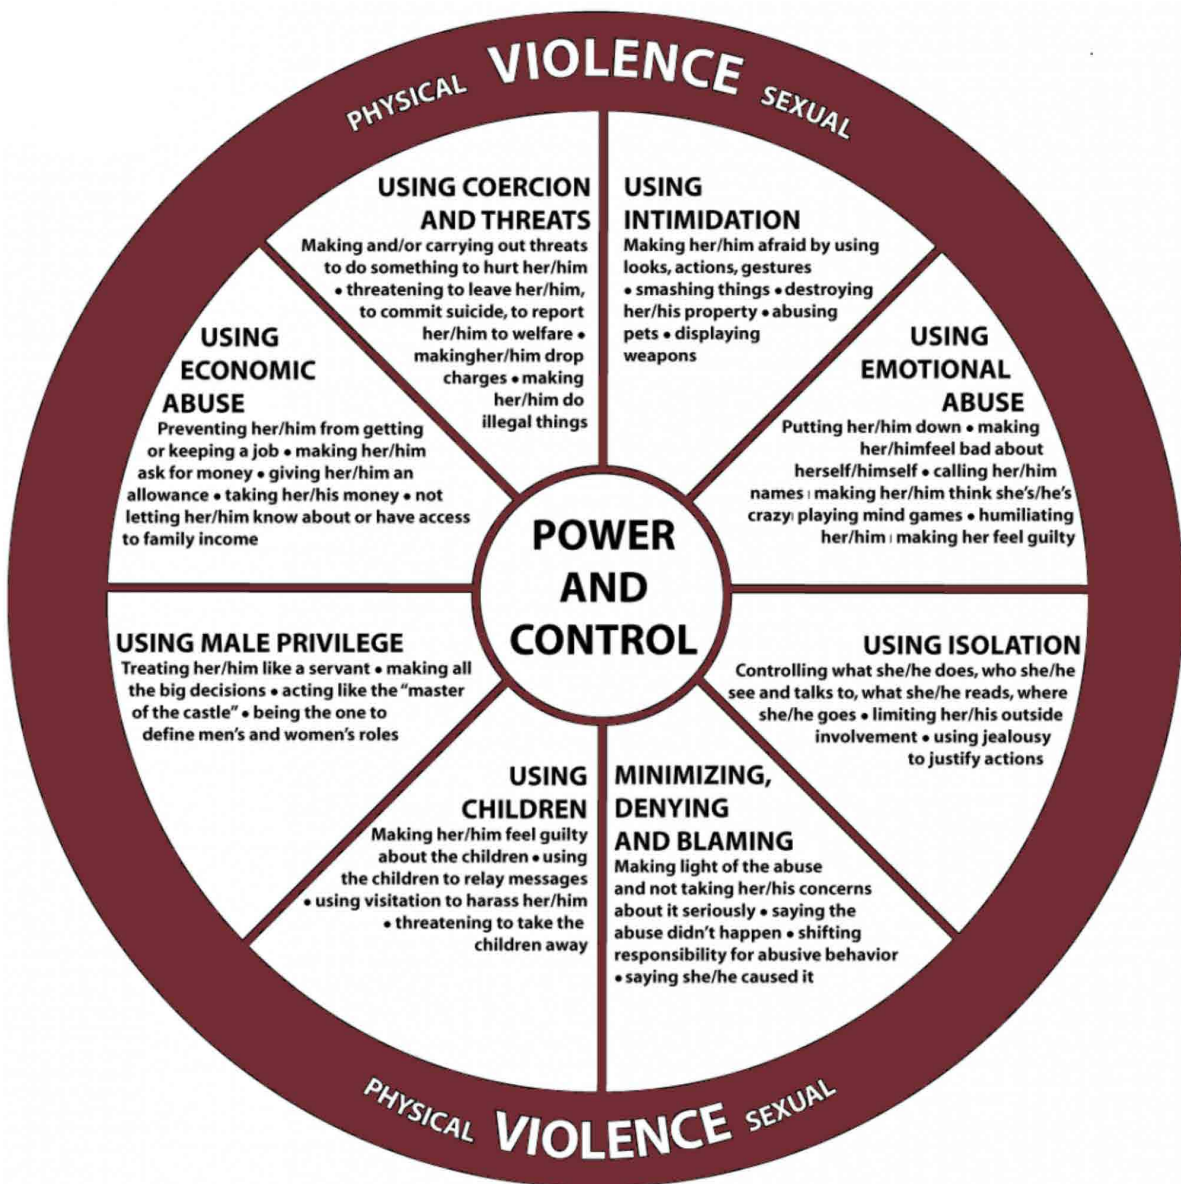 PHYSICAL VIOLENCE SEXUAL
USING COERCION
AND THREATS
Making and/or carrying out threats
to do something to hurt her/him
• threatening to leave her/him,
to commit suicide, to report
her/him to welfare •
makingher/him drop
charges • making
her/him do
illegal things
USING
INTIMIDATION
Making her/him afraid by using
looks, actions, gestures
• smashing things • destroying
her/his property • abusing
pets • displaying
weapons
USING
ECONOMIC
ABUSE
Preventing her/him from getting
or keeping a job • making her/him
ask for money • giving her/him an
allowance • taking her/his money • not
letting her/him know about or have access
to family income
USING
EMOTIONAL
ABUSE
Putting her/him down • making
her/himfeel bad about
herself/himself • calling her/him
names | making her/him think she's/he's
crazy| playing mind games • humiliating
her/him | making her feel guilty
POWER
AND
CONTROL
USING MALE PRIVILEGE
Treating her/him like a servant • making all
the big decisions • acting like the "master
of the castle" • being the one to
define men's and women's roles
USING ISOLATION
Controlling what she/he does, who she/he
see and talks to, what she/he reads, where
she/he goes • limiting her/his outside
involvement • using jealousy
to justify actions
USING
CHILDREN
Making her/him feel guilty
about the children • using
the children to relay messages
• using visitation to harass her/him
• threatening to take the
children away
MINIMIZING,
DENYING
AND BLAMING
Making light of the abuse
and not taking her/his concerns
about it seriously • saying the
abuse didn't happen • shifting
responsibility for abusive behavior
• saying she/he caused it
PHYSICAL VIOLENCE SEXUAL